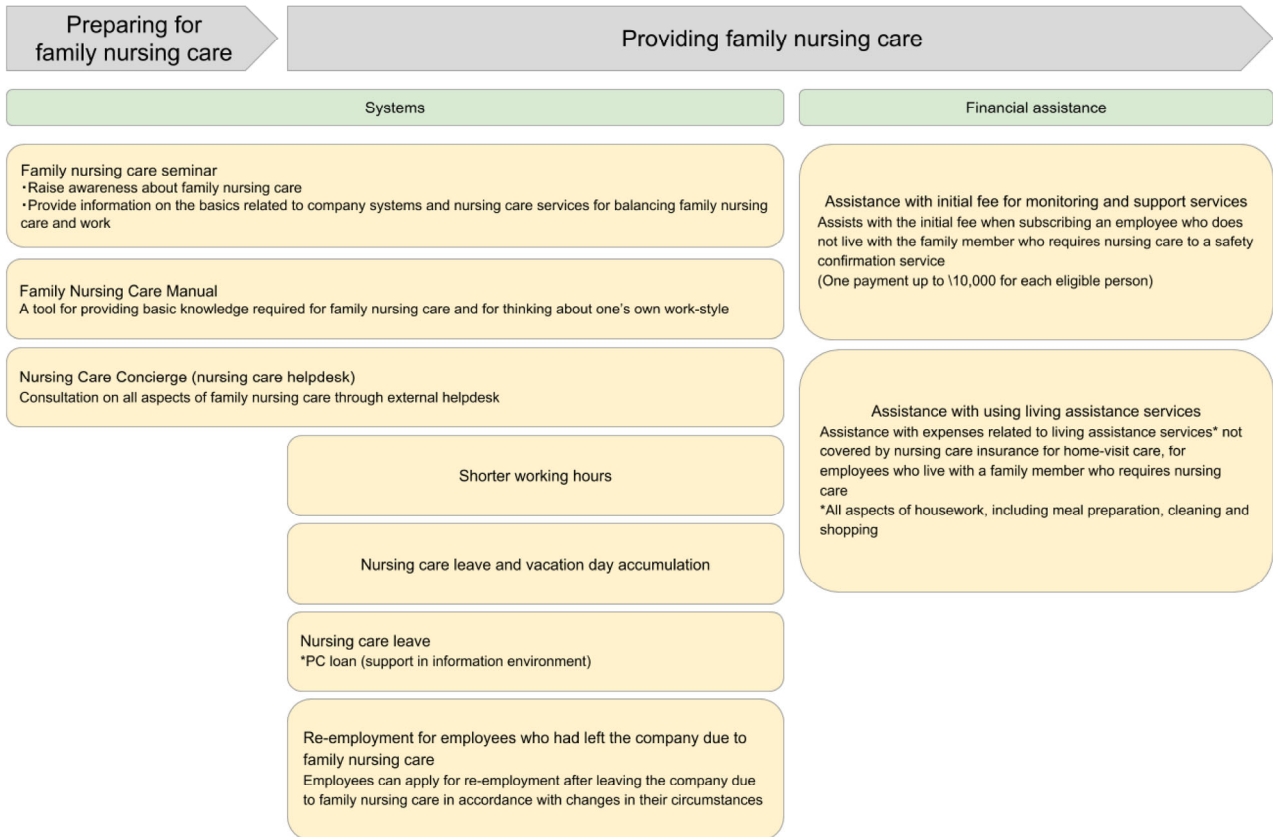 Preparing for
family nursing care
Providing family nursing care
Systems
Financial assistance
Family nursing care seminar
・Raise awareness about family nursing care
・Provide information on the basics related to company systems and nursing care services for balancing family nursing
care and work
Family Nursing Care Manual
A tool for providing basic knowledge required for family nursing care and for thinking about one's own work-style
Nursing Care Concierge (nursing care helpdesk)
Consultation on all aspects of family nursing care through external helpdesk
Shorter working hours
Nursing care leave and vacation day accumulation
Nursing care leave
*PC loan (support in information environment)
Re-employment for employees who had left the company due to
family nursing care
Employees can apply for re-employment after leaving the company due
to family nursing care in accordance with changes in their circumstances
Assistance with initial fee for monitoring and support services
Assists with the initial fee when subscribing an employee who does
not live with the family member who requires nursing care to a safety
confirmation service
(One payment up to \10,000 for each eligible person)
Assistance with using living assistance services
Assistance with expenses related to living assistance services* not
covered by nursing care insurance for home-visit care, for
employees who live with a family member who requires nursing
care
*All aspects of housework, including meal preparation, cleaning and
shopping